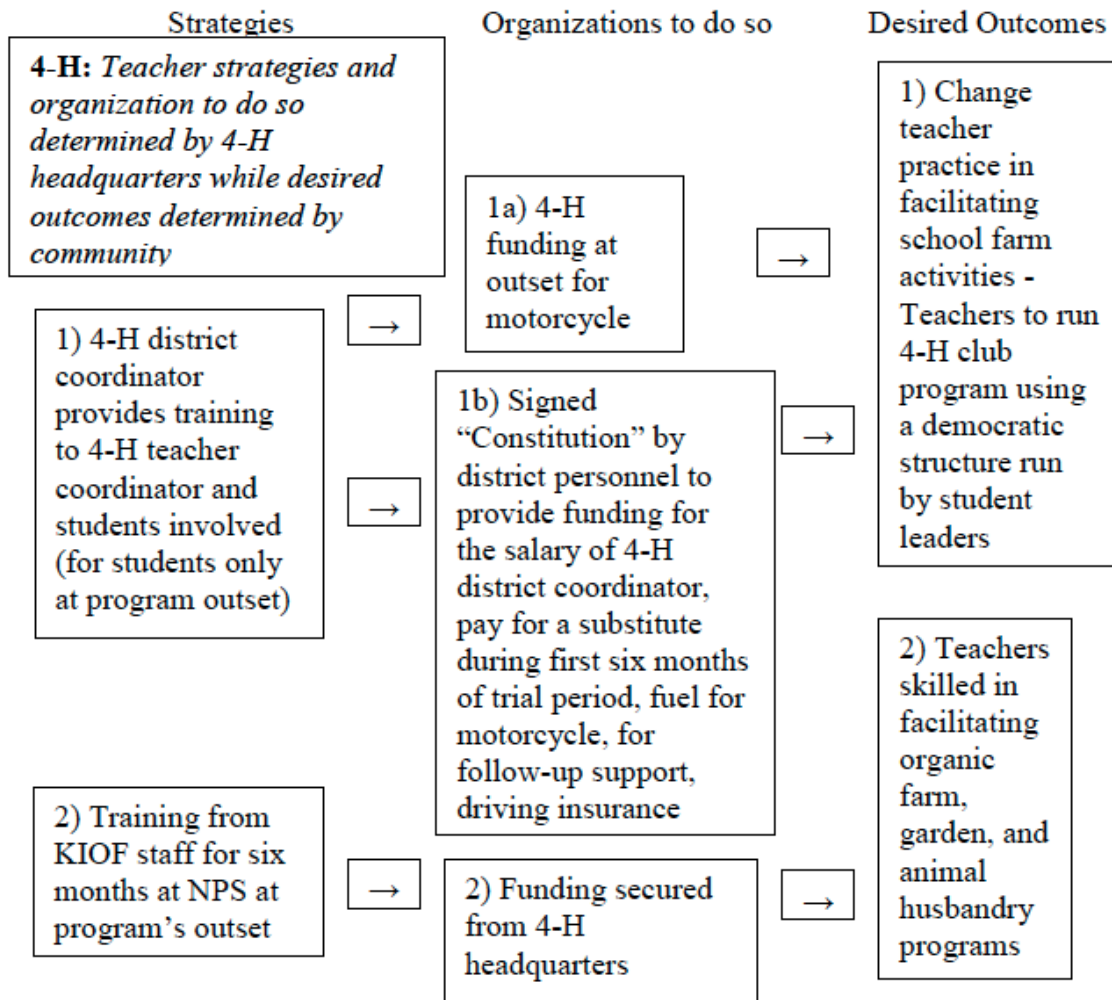 Strategies
Organizations to do so
Desired Outcomes
4-H: Teacher strategies and
organization to do so
determined by 4-H
headquarters while desired
outcomes determined by
community
1) 4-H district
coordinator
provides training
to 4-H teacher
coordinator and
students involved
(for students only
at program outset)
→
→
1a) 4-H
funding at
outset for
motorcycle
1b) Signed
“Constitution” by
district personnel to
provide funding for
the salary of 4-H
district coordinator,
pay for a substitute
during first six months
of trial period, fuel for
motorcycle, for
follow-up support,
driving insurance
→
→
1) Change
teacher
practice in
facilitating
school farm
activities -
Teachers to run
4-H club
program using
a democratic
structure run
by student
leaders
2) Training from
KIOF staff for six
months at NPS at
program’s outset
→
2) Funding secured
from 4-H
headquarters
→
2) Teachers
skilled in
facilitating
organic
farm,
garden, and
animal
husbandry
programs